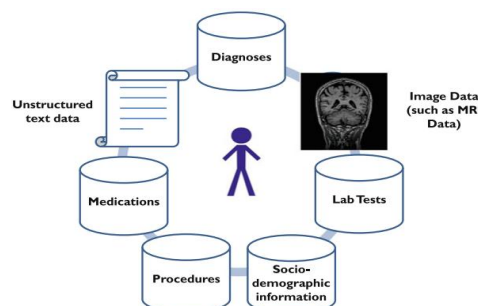 Diagnoses
Unstructured
text data
Image Data
(such as MR
Data)
Medications
Lab Tests
Procedures
Socio-
demographic
information